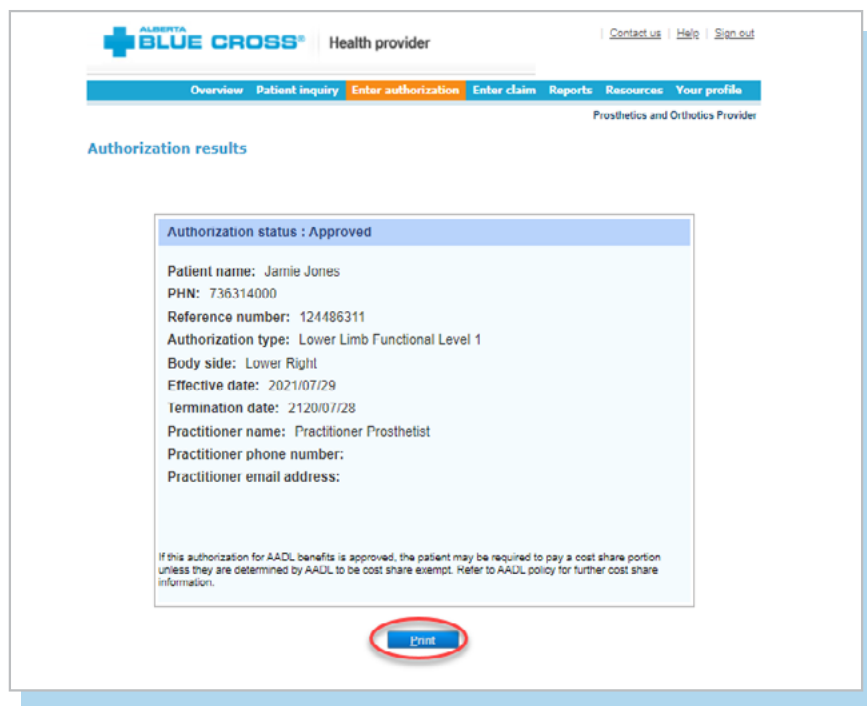 ALBERTA
BLUE CROSS® Health provider
Contact us | Help | Sign out
Overview Patient inquiry Enter authorization Enter claim Reports Resources Your profile
Prosthetics and Orthotics Provider
Authorization results
Authorization status : Approved
Patient name: Jamie Jones
PHN: 736314000
Reference number: 124486311
Authorization type: Lower Limb Functional Level 1
Body side: Lower Right
Effective date: 2021/07/29
Termination date: 2120/07/28
Practitioner name: Practitioner Prosthetist
Practitioner phone number:
Practitioner email address:
If this authorization for AADL benefits is approved, the patient may be required to pay a cost share portion
unless they are determined by AADL to be cost share exempt. Refer to AADL policy for further cost share
information.
Print